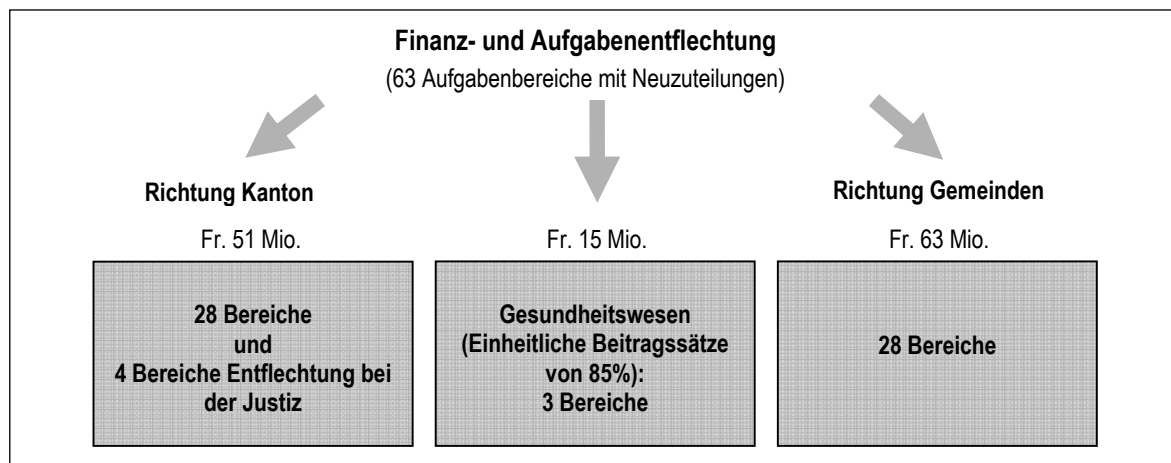 Finanz- und Aufgabenentflechtung
(63 Aufgabenbereiche mit Neuzuteilungen)
Richtung Kanton
Fr. 51 Mio.
28 Bereiche
und
4 Bereiche Entflechtung bei
der Justiz
Fr. 15 Mio.
Gesundheitswesen
(Einheitliche Beitragssätze
von 85%):
3 Bereiche
Richtung Gemeinden
Fr. 63 Mio.
28 Bereiche